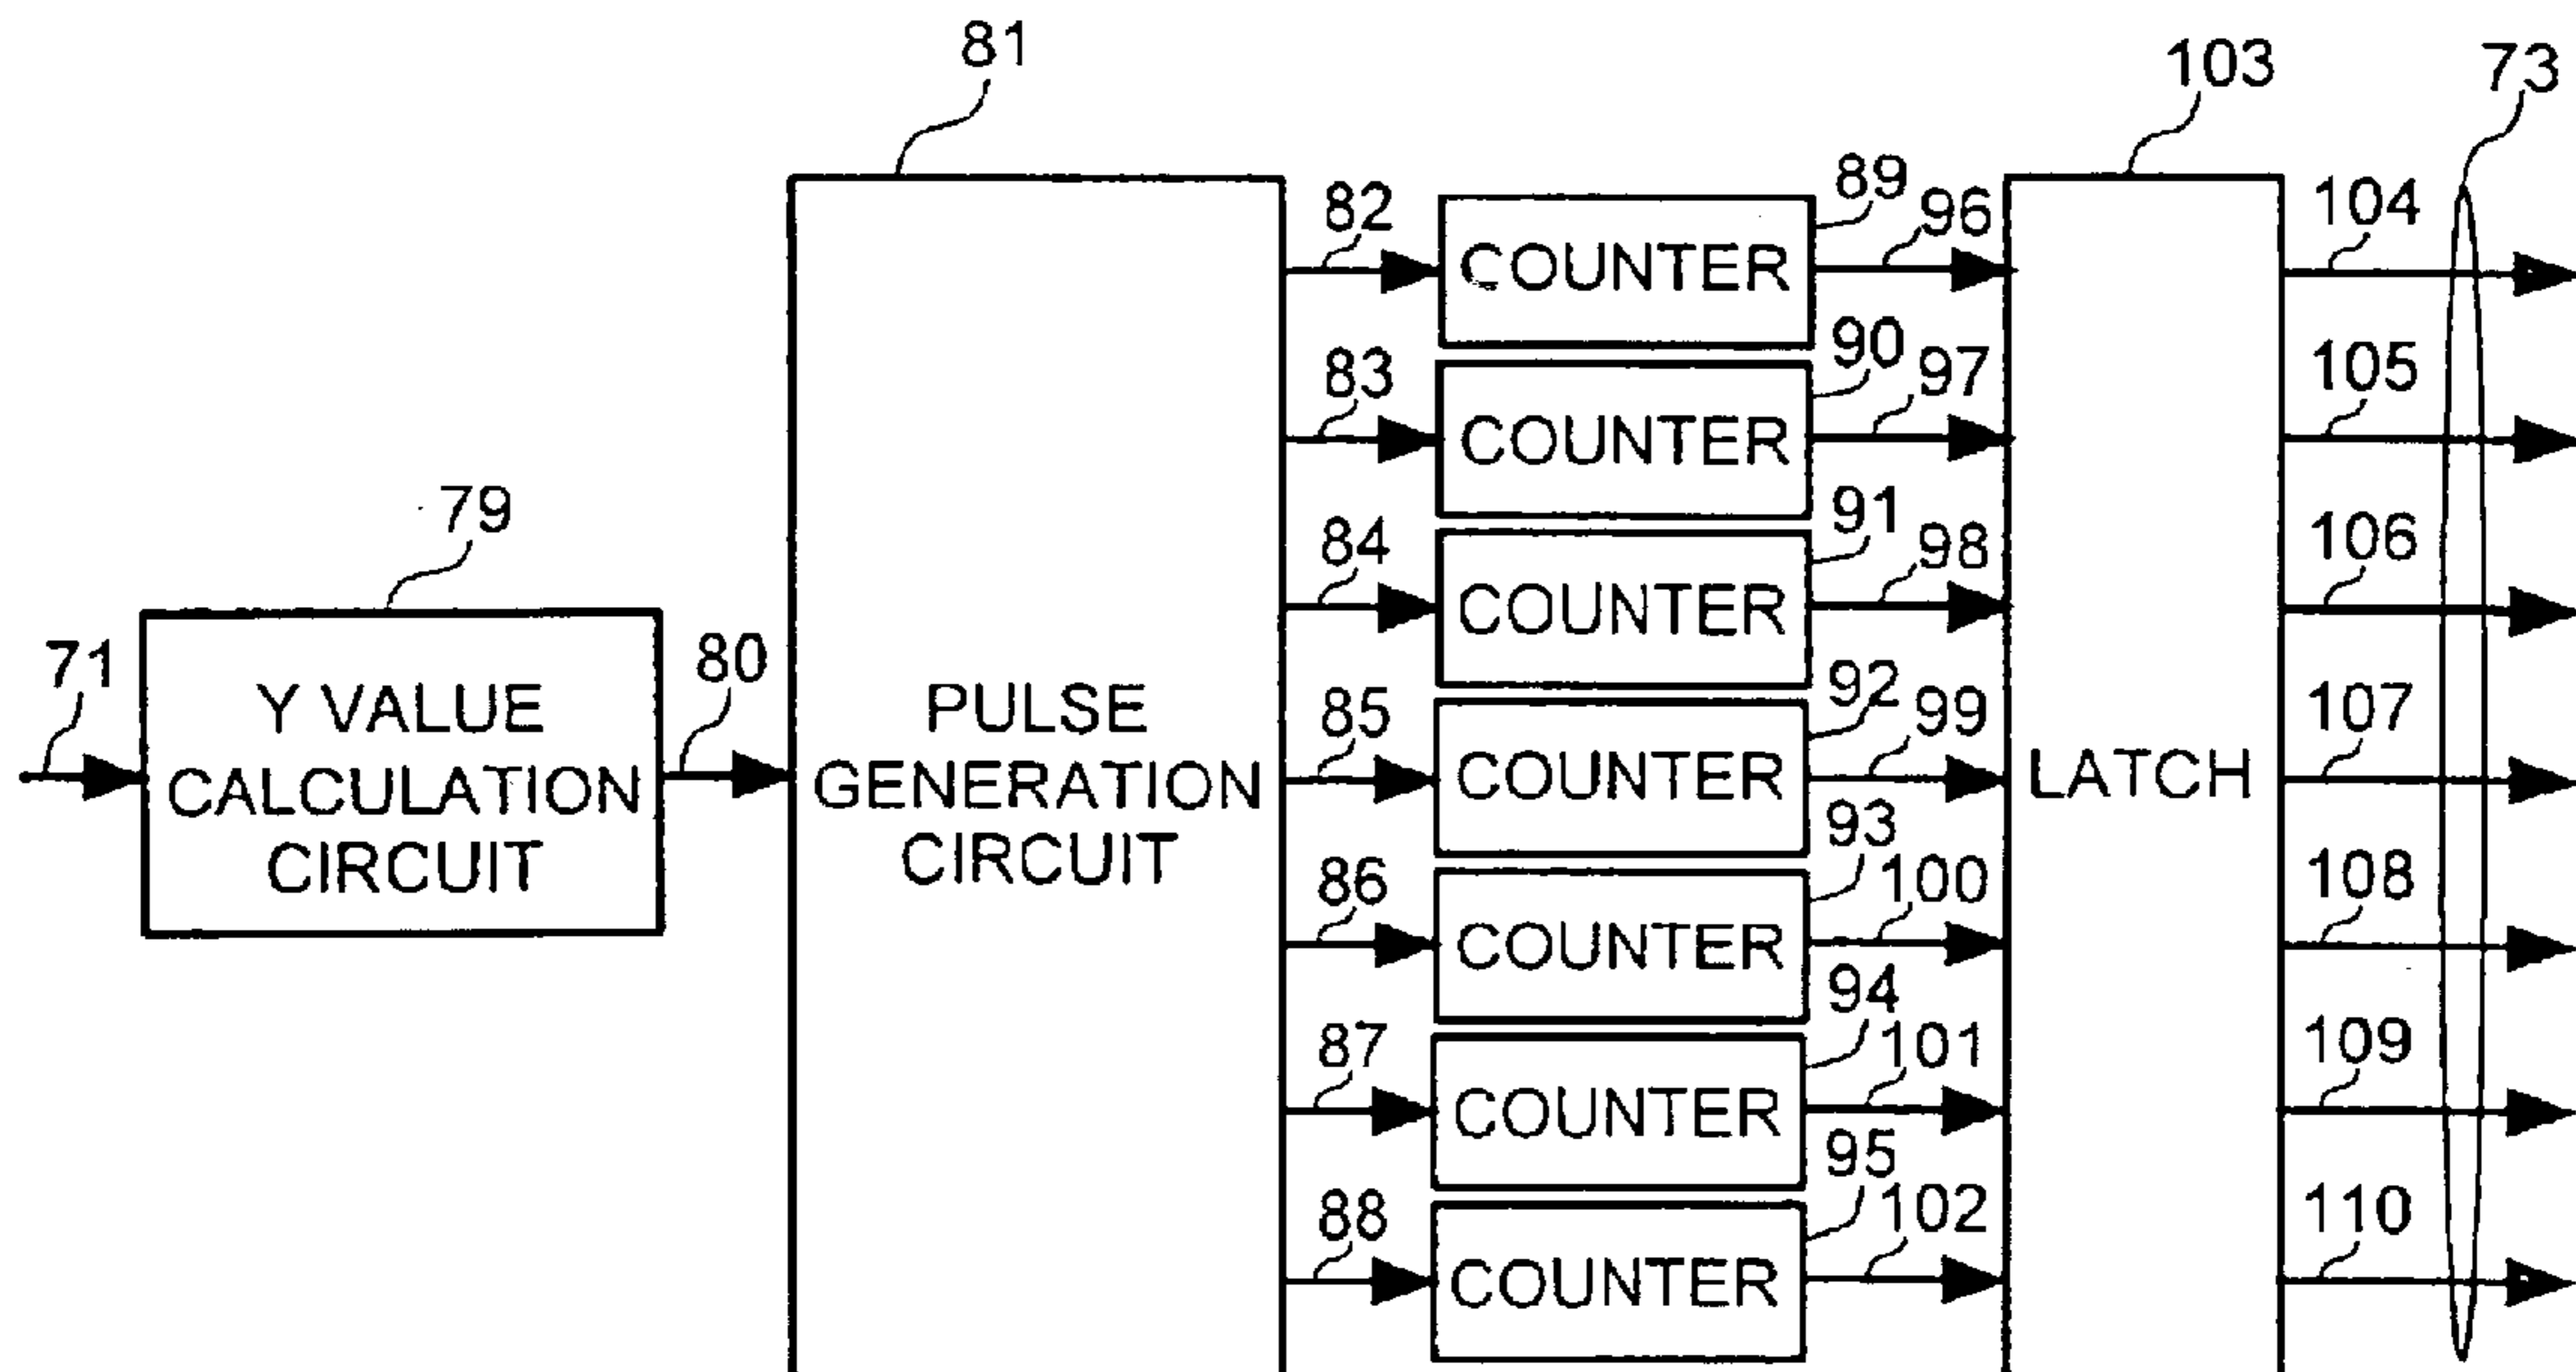 81
103
73
89
82
COUNTER
96
104
90
83
COUNTER
97
105
91
84
COUNTER
98
106
79
71
Y VALUE
CALCULATION
CIRCUIT
80
PULSE
GENERATION
CIRCUIT
92
85
COUNTER
99
LATCH
107
93
86
COUNTER
100
108
94
87
COUNTER
101
109
95
88
COUNTER
102
110